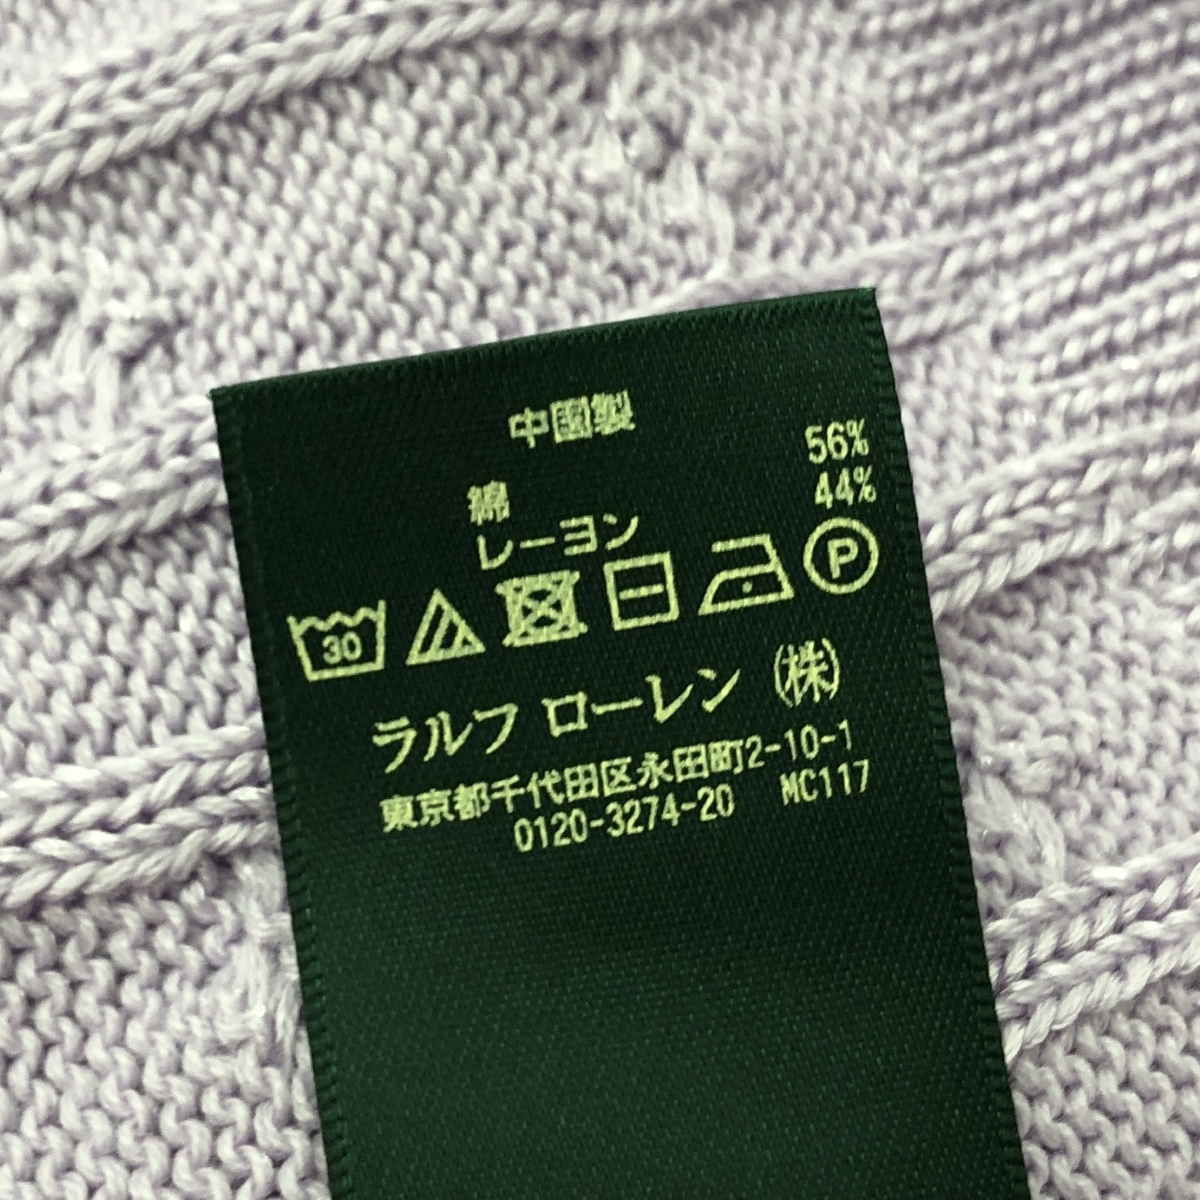 中国製
綿 56%
レーヨン 44%
30 P
ラルフ ローレン (株)
東京都千代田区永田町2-10-1
0120-3274-20 MC117